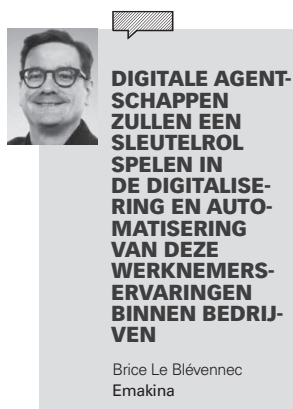 DIGITALE AGENT-
SCHAPPEN
ZULLEN EEN
SLEUTELROL
SPELEN IN
DE DIGITALISE-
RING EN AUTO-
MATISERING
VAN DEZE
WERKNEMERS-
ERVARINGEN
BINNEN BEDRIJ-
VEN
Brice Le Blévennec
Emakina